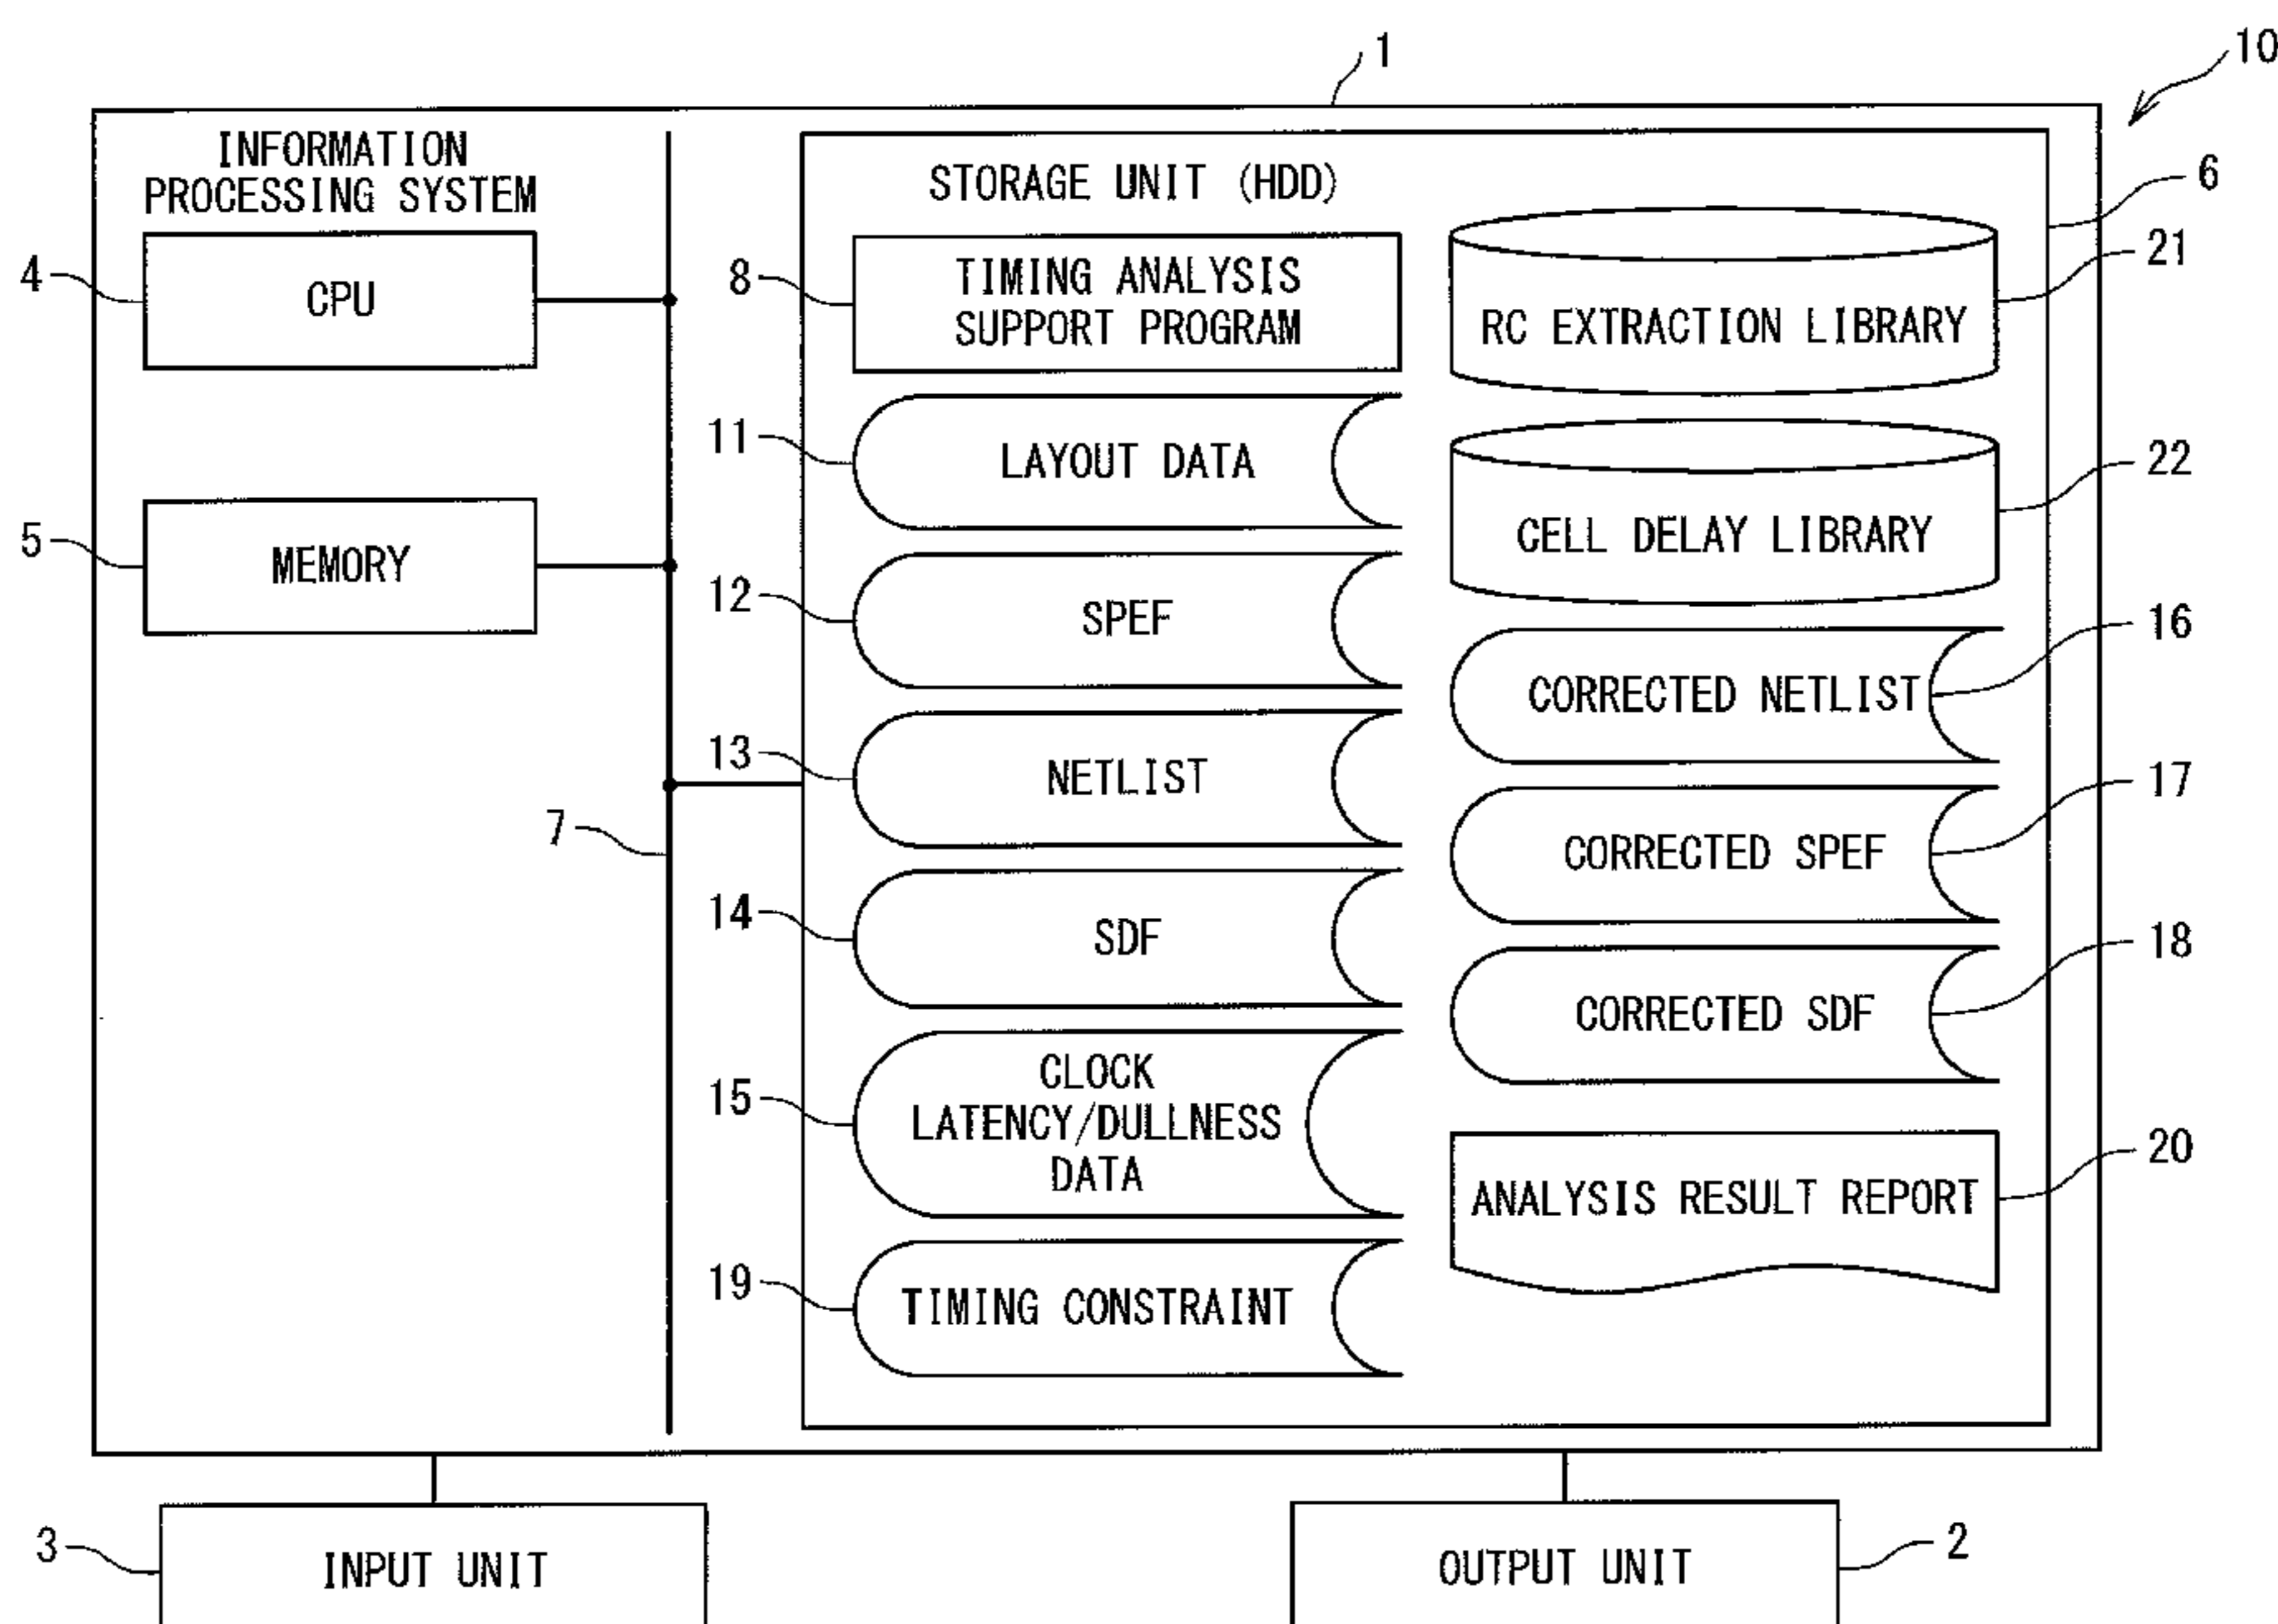 1
10
INFORMATION
PROCESSING SYSTEM
4
CPU
5
MEMORY
7
STORAGE UNIT (HDD)
6
8
TIMING ANALYSIS
SUPPORT PROGRAM
11
LAYOUT DATA
12
SPEF
13
NETLIST
14
SDF
15
CLOCK
LATENCY/DULLNESS
DATA
19
TIMING CONSTRAINT
21
RC EXTRACTION LIBRARY
22
CELL DELAY LIBRARY
16
CORRECTED NETLIST
17
CORRECTED SPEF
18
CORRECTED SDF
20
ANALYSIS RESULT REPORT
3
INPUT UNIT
2
OUTPUT UNIT